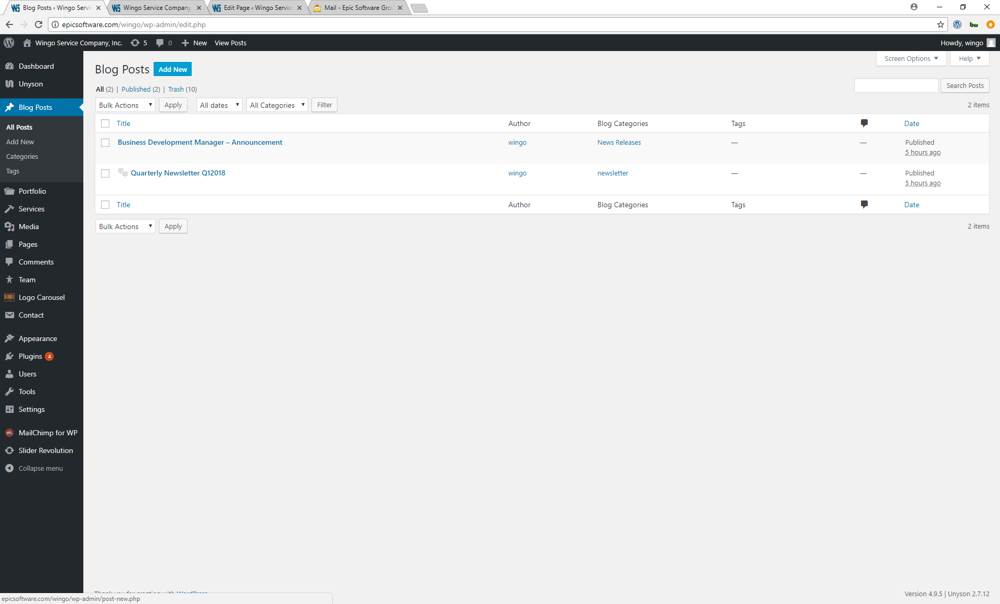 Blog Posts ‹ Wingo Servi
Wingo Service Company,
Edit Page ‹ Wingo Servic
Mail - Epic Software Gro
epicsoftware.com/wingo/wp-admin/edit.php
bw
Wingo Service Company, Inc. 5 0 New View Posts
Howdy, wingo
Dashboard
Unyson
Blog Posts
All Posts
Add New
Categories
Tags
Portfolio
Services
Media
Pages
Comments
Team
Logo Carousel
Contact
Appearance
Plugins 4
Users
Tools
Settings
MailChimp for WP
Slider Revolution
Collapse menu
Screen Options
Help
Blog Posts Add New
All (2) | Published (2) | Trash (10)
Search Posts
Bulk Actions Apply All dates All Categories Filter
2 items
Title Author Blog Categories Tags Date
Business Development Manager – Announcement wingo News Releases — — Published
5 hours ago
Quarterly Newsletter Q12018 wingo newsletter — — Published
5 hours ago
Title Author Blog Categories Tags Date
Bulk Actions Apply
2 items
Thank you for creating with WordPress
Version 4.9.5 | Unyson 2.7.12
epicsoftware.com/wingo/wp-admin/post-new.php